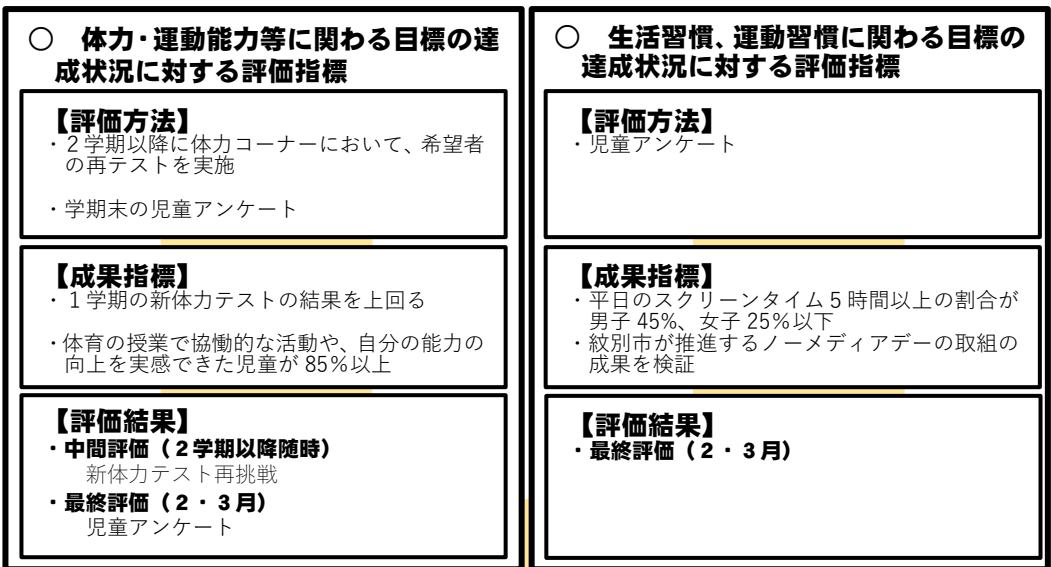 ○ 体力・運動能力等に関わる目標の達
成状況に対する評価指標
【評価方法】
・２学期以降に体力コーナーにおいて、希望者
の再テストを実施
・学期末の児童アンケート
【成果指標】
・１学期の新体力テストの結果を上回る
・体育の授業で協働的な活動や、自分の能力の
向上を実感できた児童が 85％以上
【評価結果】
・中間評価（２学期以降随時）
新体力テスト再挑戦
・最終評価（２・３月）
児童アンケート
○ 生活習慣、運動習慣に関わる目標の
達成状況に対する評価指標
【評価方法】
・児童アンケート
【成果指標】
・平日のスクリーンタイム５時間以上の割合が
男子 45%、女子 25％以下
・紋別市が推進するノーメディアデーの取組の
成果を検証
【評価結果】
・最終評価（２・３月）